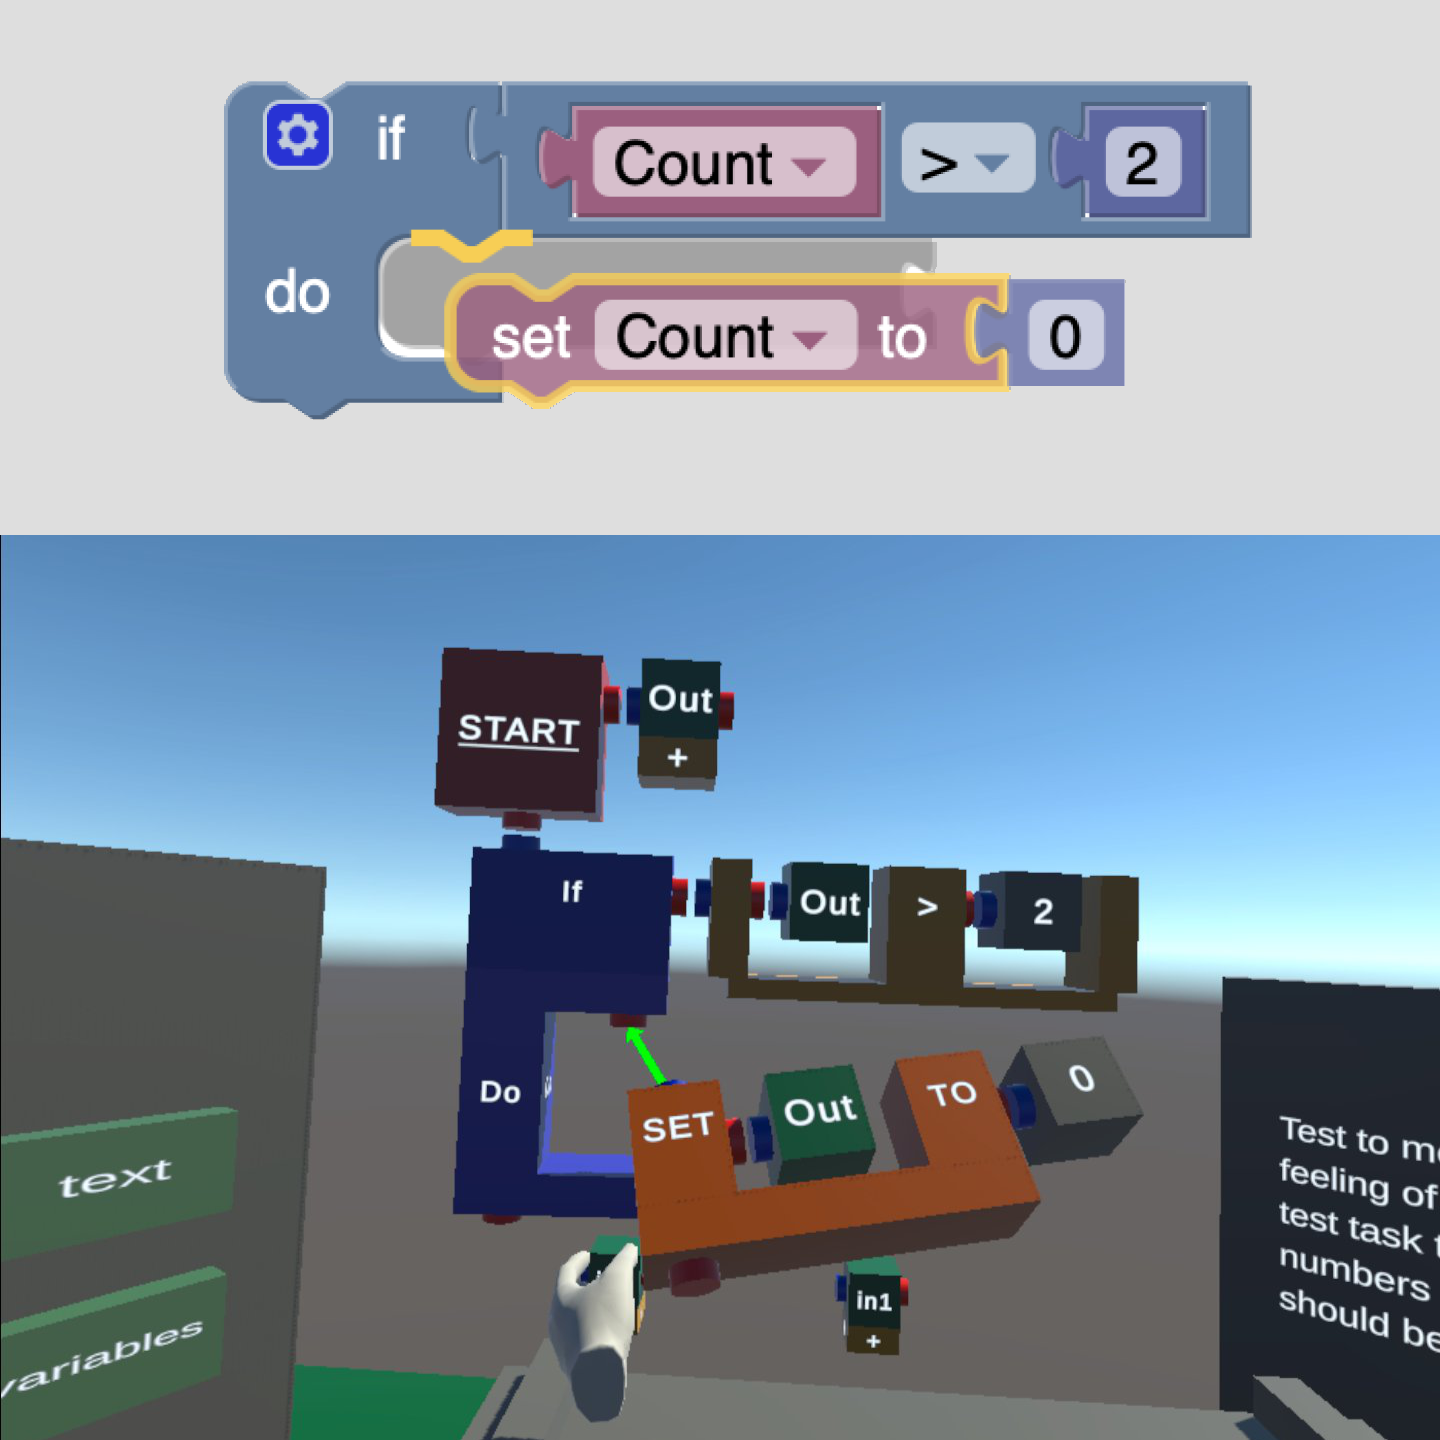 if Count > 2
do set Count to 0
START Out
+
If Out > 2
Do SET Out TO 0
in1
+
text
variables
Test to m
feeling of
test task
numbers
should be